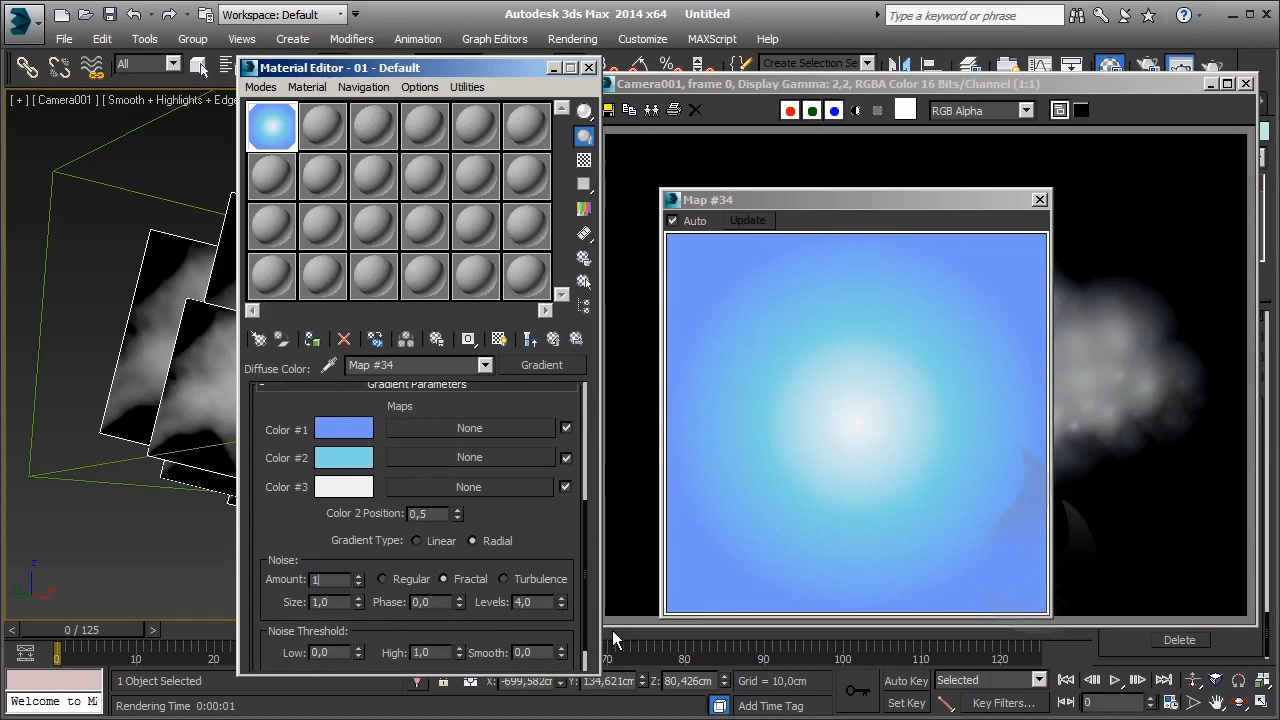 Workspace: Default
Autodesk 3ds Max 2014 x64 Untitled
Type a keyword or phrase
File Edit Tools Group Views Create Modifiers Animation Graph Editors Rendering Customize MAXScript Help
All
Create Selection Se
[ + ] [ Camera001 ] [ Smooth + Highlights + Edge
Material Editor - 01 - Default
Modes Material Navigation Options Utilities
Camera001, frame 0, Display Gamma: 2,2, RGBA Color 16 Bits/Channel (1:1)
RGB Alpha
Map #34
Auto Update
Diffuse Color: Map #34 Gradient
Gradient Parameters
Maps
Color #1 None
Color #2 None
Color #3 None
Color 2 Position: 0,5
Gradient Type: Linear Radial
Noise:
Amount: 1 Regular Fractal Turbulence
Size: 1,0 Phase: 0,0 Levels: 4,0
Noise Threshold:
Low: 0,0 High: 1,0 Smooth: 0,0
z
Delete
< 0 / 125 >
0 10 20 70 80 90 100 110 120
1 Object Selected
X: -699,582cm Y: 134,621cm Z: 80,426cm Grid = 10,0cm
Auto Key Selected
Welcome to MA
Rendering Time: 0:00:01
Add Time Tag
Set Key Key Filters... 0